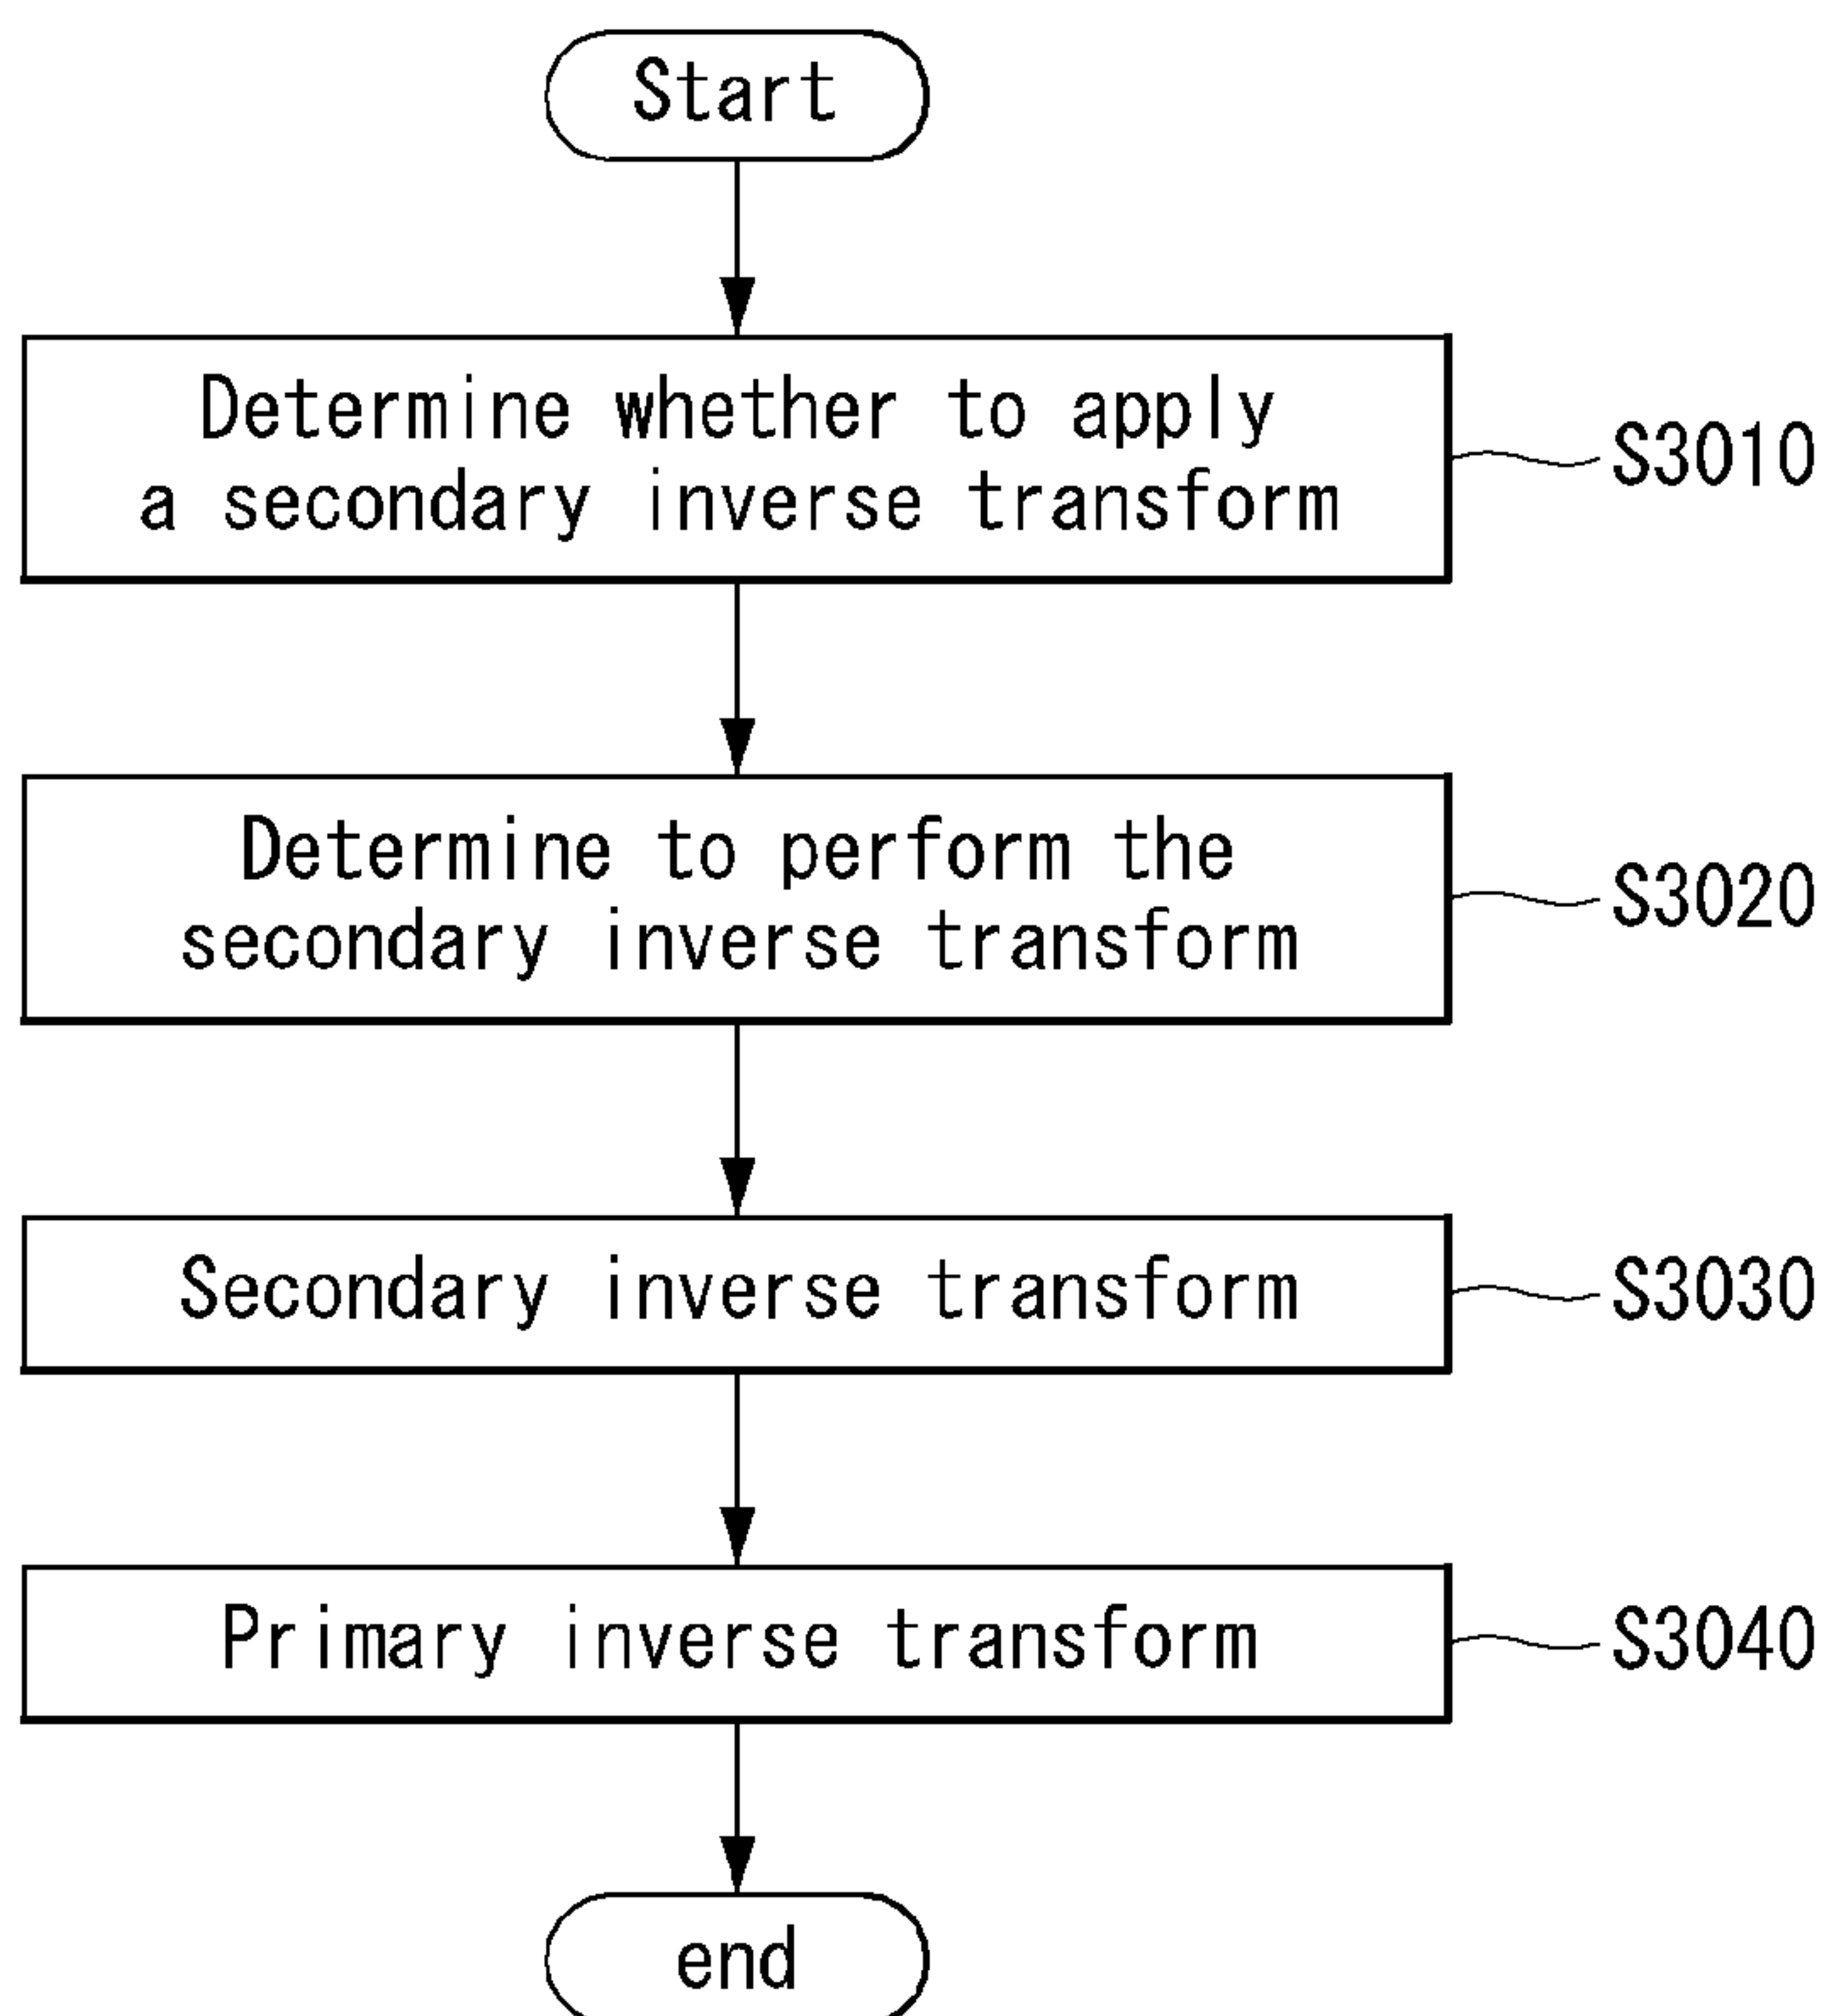 Start
Determine whether to apply
a secondary inverse transform
S3010
Determine to perform the
secondary inverse transform
S3020
Secondary inverse transform
S3030
Primary inverse transform
S3040
end